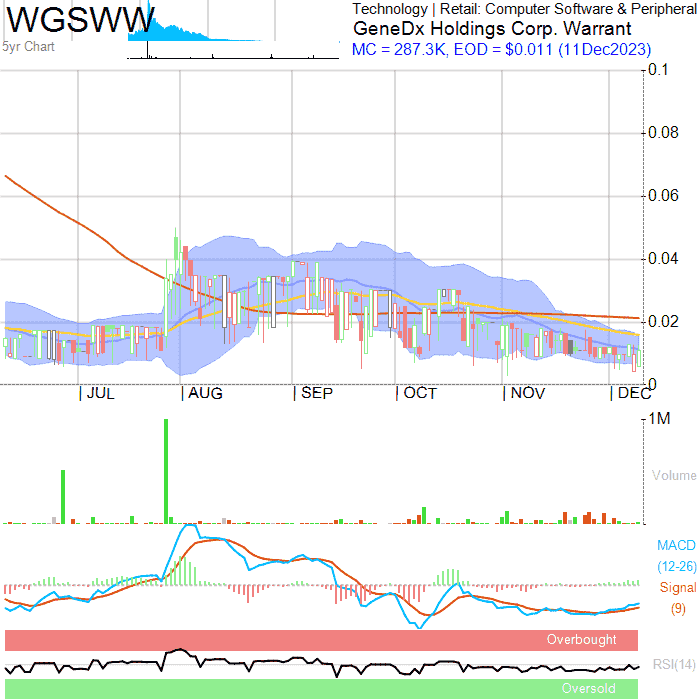 WGSWW
5yr Chart
Technology | Retail: Computer Software & Peripheral
GeneDx Holdings Corp. Warrant
MC = 287.3K, EOD = $0.011 (11Dec2023)
0.1
0.08
0.06
0.04
0.02
0
JUL AUG SEP OCT NOV DEC
1M
Volume
MACD
(12-26)
Signal
(9)
Overbought
RSI(14)
Oversold